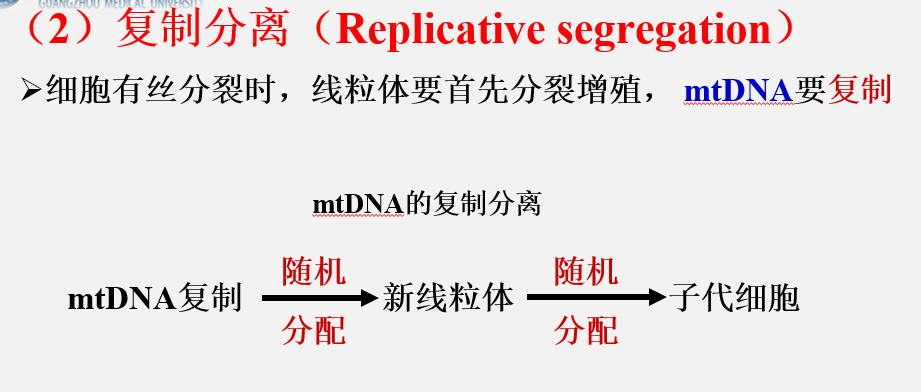 GUANGZHOU MEDICAL UNIVERSITY
（2）复制分离（Replicative segregation）
➢细胞有丝分裂时，线粒体要首先分裂增殖， mtDNA要复制
mtDNA的复制分离
随机 随机
mtDNA复制 新线粒体 子代细胞
分配 分配